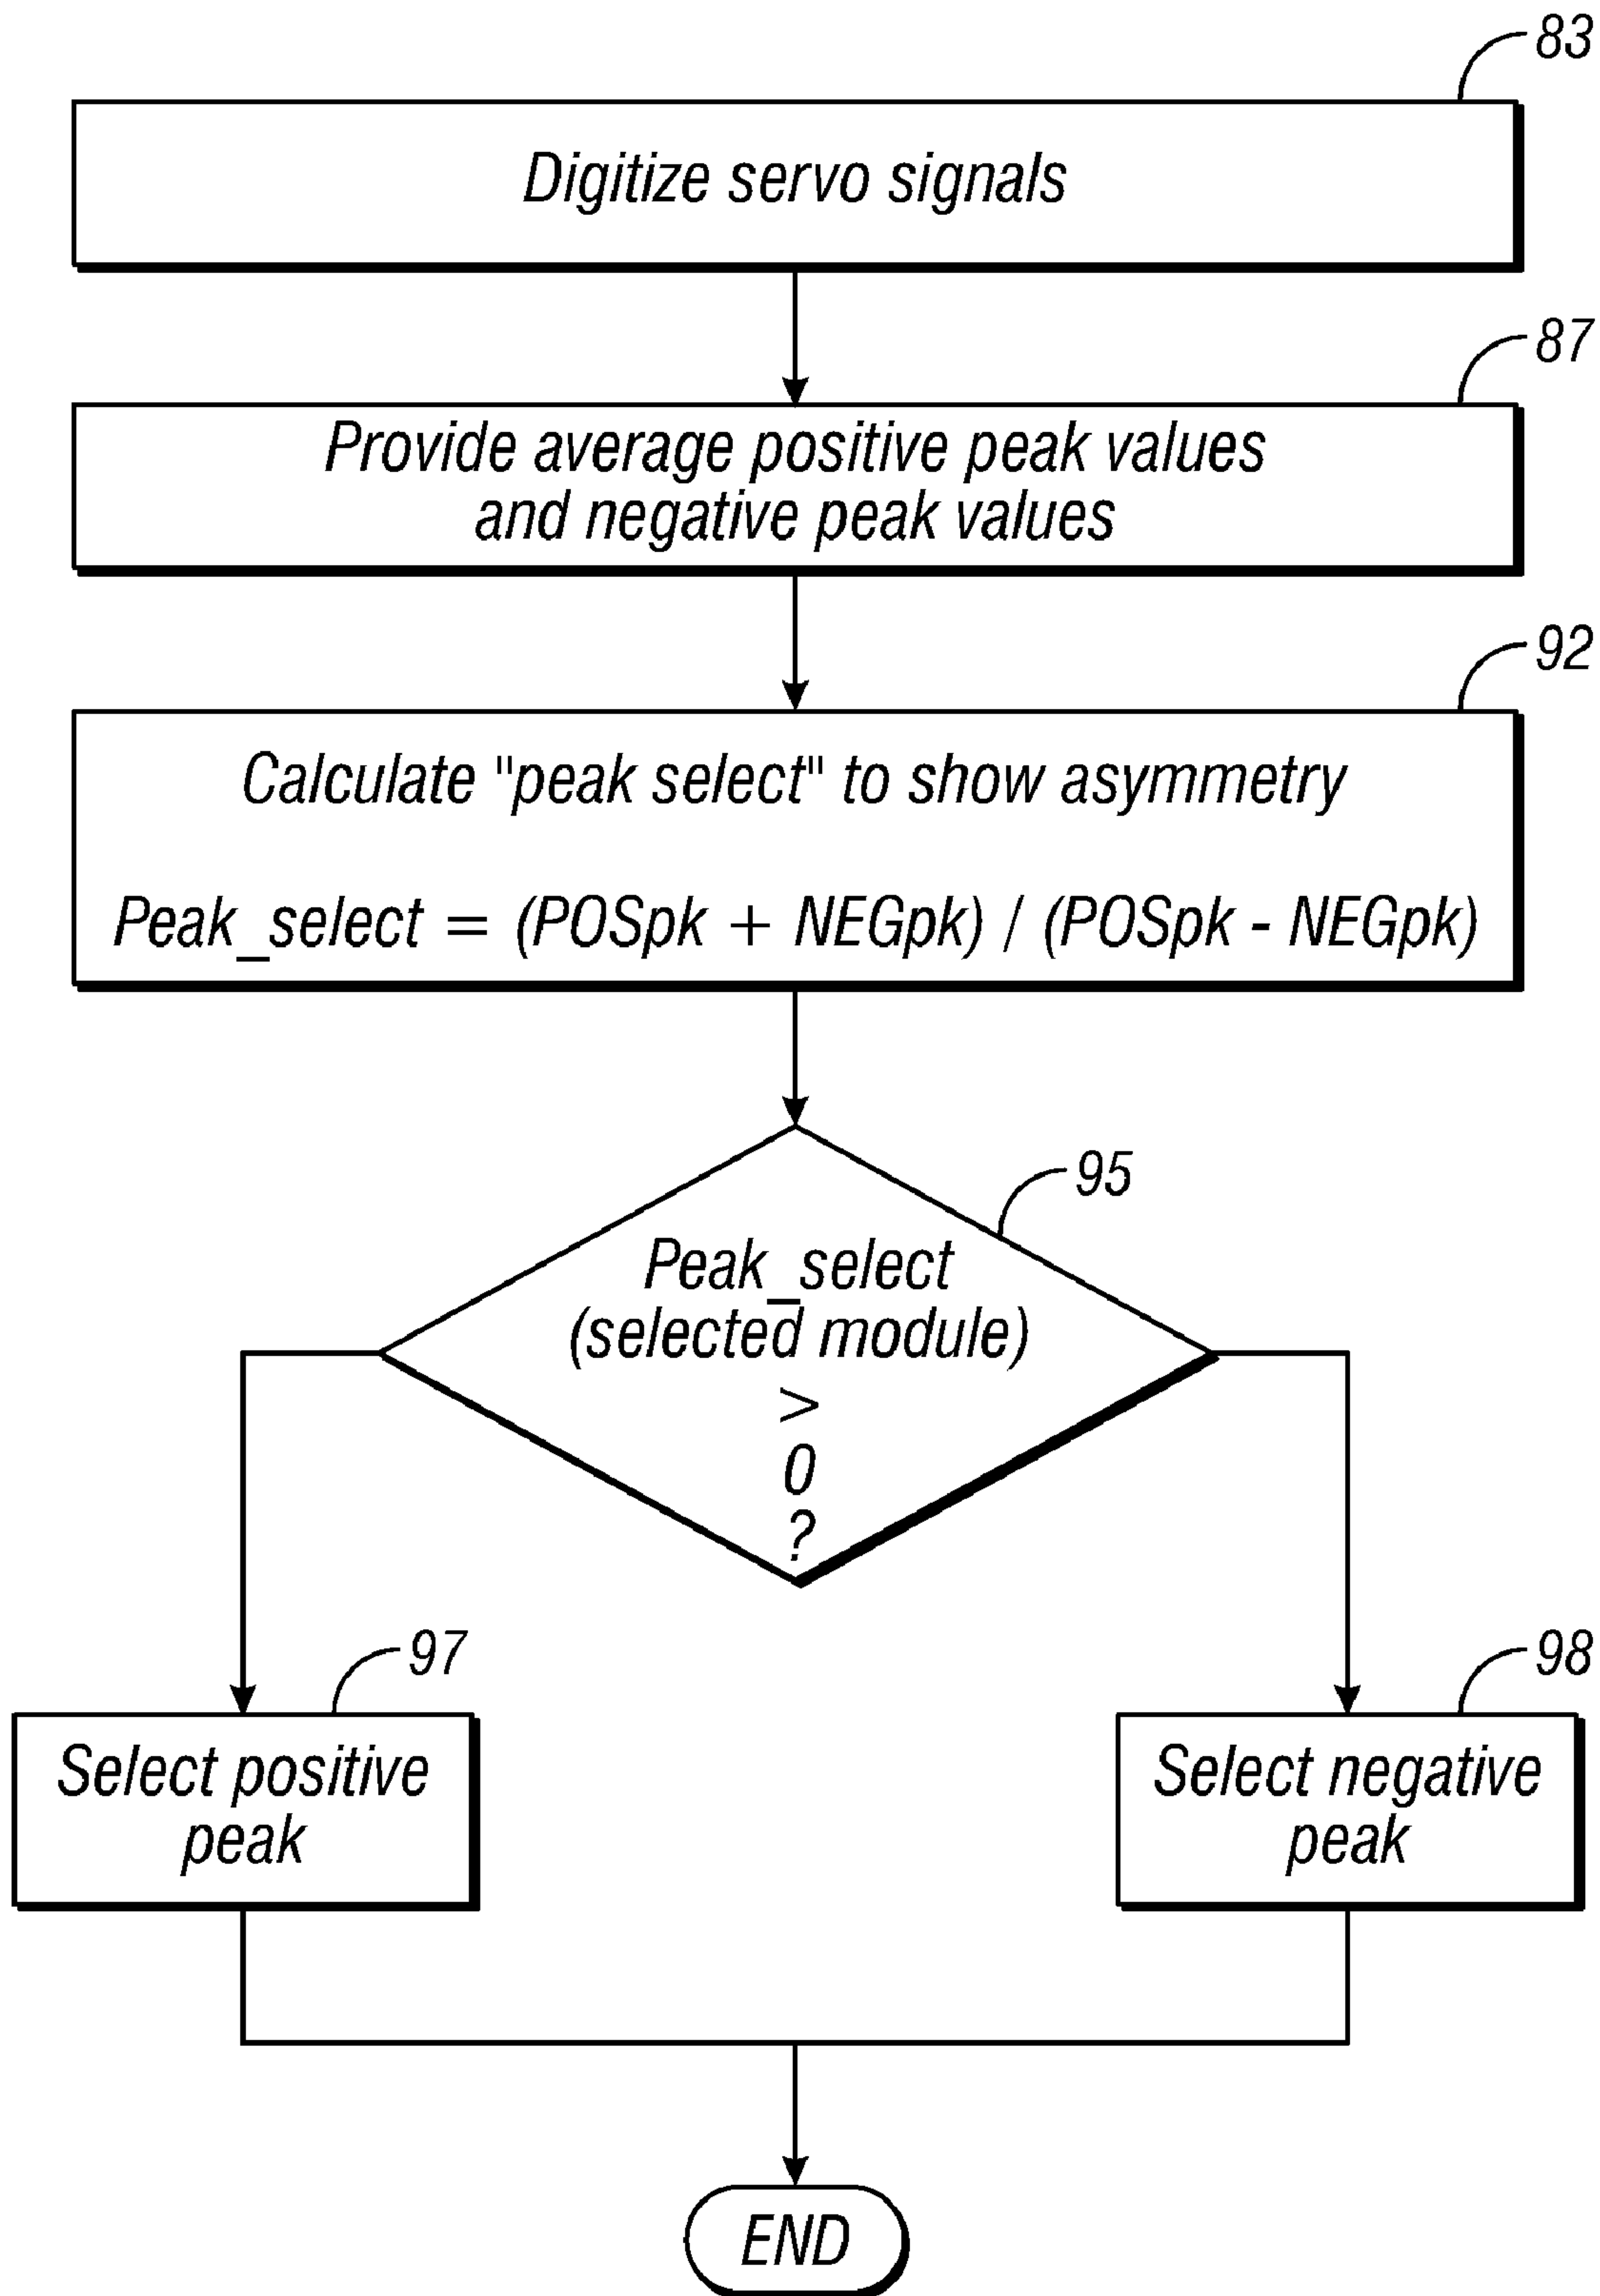 83
Digitize servo signals
87
Provide average positive peak values
and negative peak values
92
Calculate "peak select" to show asymmetry
Peak_select = (POSpk + NEGpk) / (POSpk - NEGpk)
95
Peak_select
(selected module)
>
0
?
97
Select positive
peak
98
Select negative
peak
END